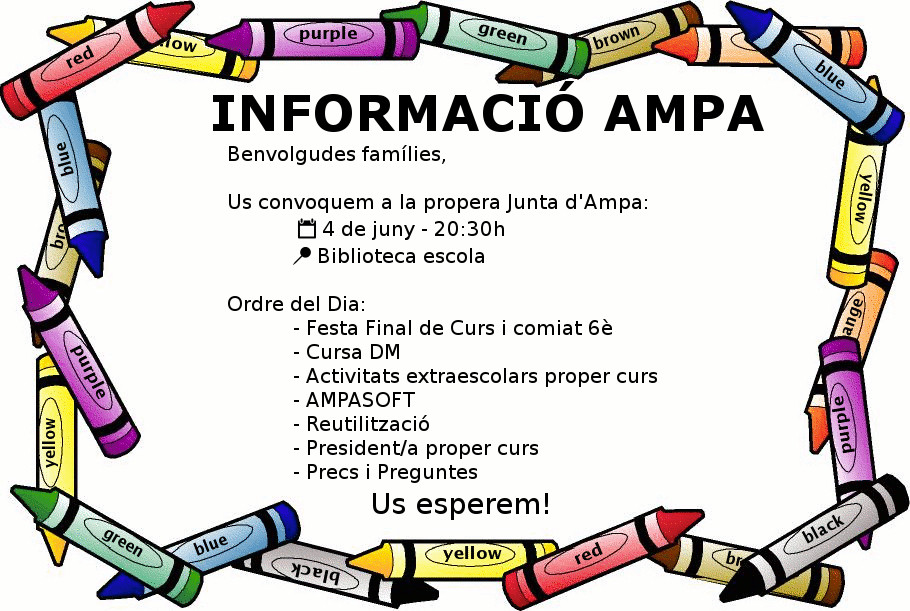 red
llow
purple
green
brown
blue
INFORMACIÓ AMPA
Benvolgudes famílies,
Us convoquem a la propera Junta d'Ampa:
4 de juny - 20:30h
Biblioteca escola
Ordre del Dia:
- Festa Final de Curs i comiat 6è
- Cursa DM
- Activitats extraescolars proper curs
- AMPASOFT
- Reutilització
- President/a proper curs
- Precs i Preguntes
Us esperem!
blue
bro
purple
yellow
yellow
ange
purple
green
blue
black
yellow
red
br
black